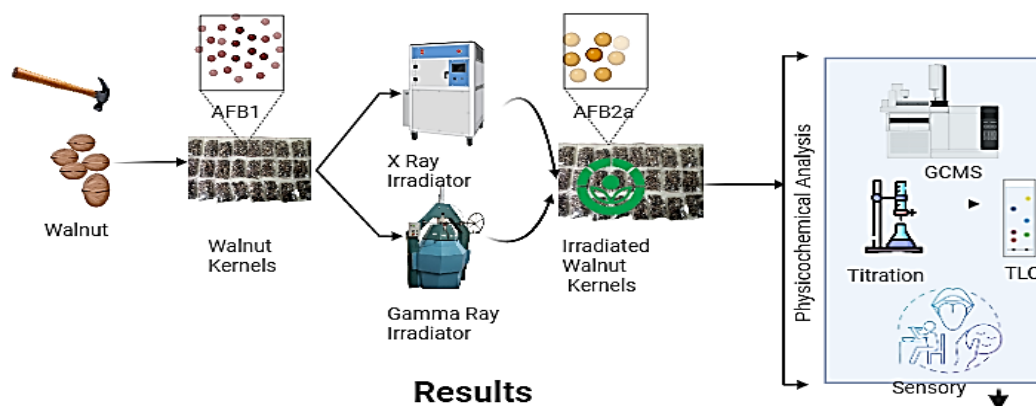 AFB1
AFB2a
Walnut
Walnut
Kernels
X Ray
Irradiator
Gamma Ray
Irradiator
Irradiated
Walnut
Kernels
Physicochemical Analysis
GCMS
Titration
TLC
Sensory
Results